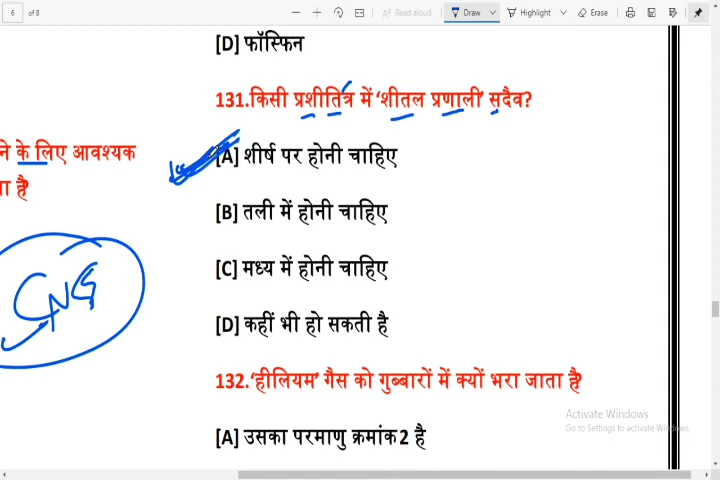 6 of 8
Read aloud Draw Highlight Erase
[D] फॉस्फिन
131.किसी प्रशीतित्र में 'शीतल प्रणाली' सदैव?
ने के लिए आवश्यक
ता है?
[A] शीर्ष पर होनी चाहिए
[B] तली में होनी चाहिए
[C] मध्य में होनी चाहिए
CNG
[D] कहीं भी हो सकती है
132.'हीलियम' गैस को गुब्बारों में क्यों भरा जाता है?
Activate Windows
Go to Settings to activate Windows.
[A] उसका परमाणु क्रमांक 2 है